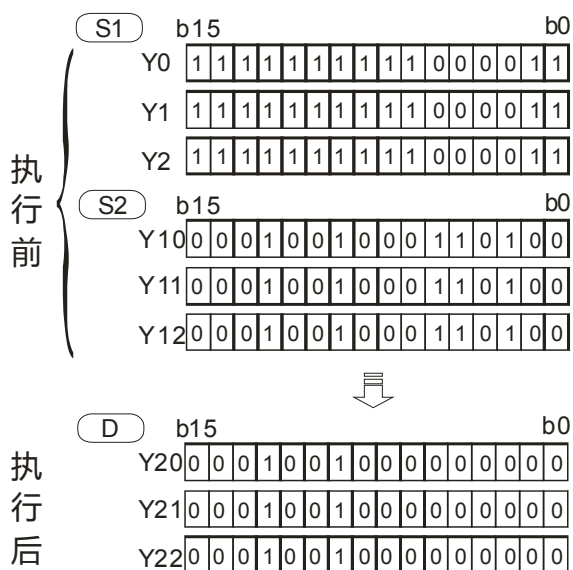 S1 b15 b0
Y0 1 1 1 1 1 1 1 1 1 1 0 0 0 0 1 1
Y1 1 1 1 1 1 1 1 1 1 1 0 0 0 0 1 1
Y2 1 1 1 1 1 1 1 1 1 1 0 0 0 0 1 1
执行前
S2 b15 b0
Y10 0 0 0 1 0 0 1 0 0 0 1 1 0 1 0 0
Y11 0 0 0 1 0 0 1 0 0 0 1 1 0 1 0 0
Y12 0 0 0 1 0 0 1 0 0 0 1 1 0 1 0 0
D b15 b0
Y20 0 0 0 1 0 0 1 0 0 0 0 0 0 0 0 0
Y21 0 0 0 1 0 0 1 0 0 0 0 0 0 0 0 0
Y22 0 0 0 1 0 0 1 0 0 0 0 0 0 0 0 0
执行后